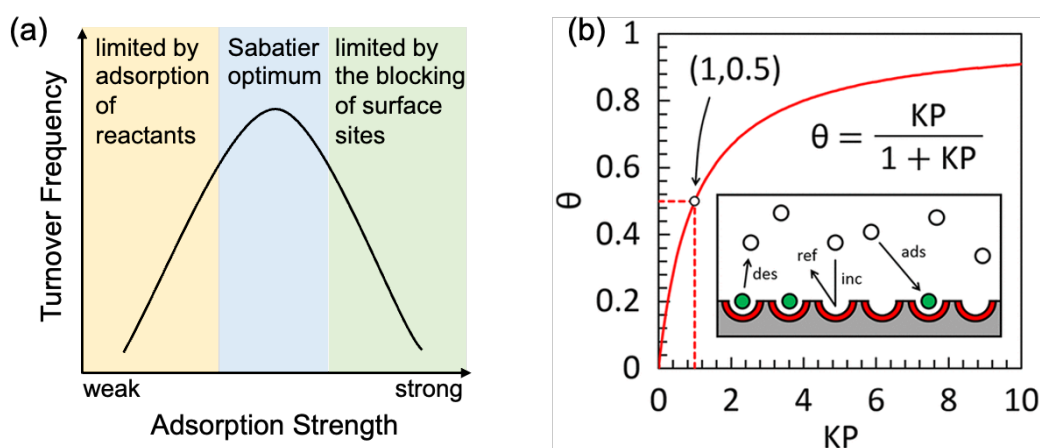 (a)
limited by
adsorption
of
reactants
Sabatier
optimum
limited by
the blocking
of surface
sites
Turnover Frequency
weak
strong
Adsorption Strength
(b)
1
0.8
0.6
0.4
0.2
0
θ
(1,0.5)
θ = KP / 1 + KP
des
ref
inc
ads
0 2 4 6 8 10
KP